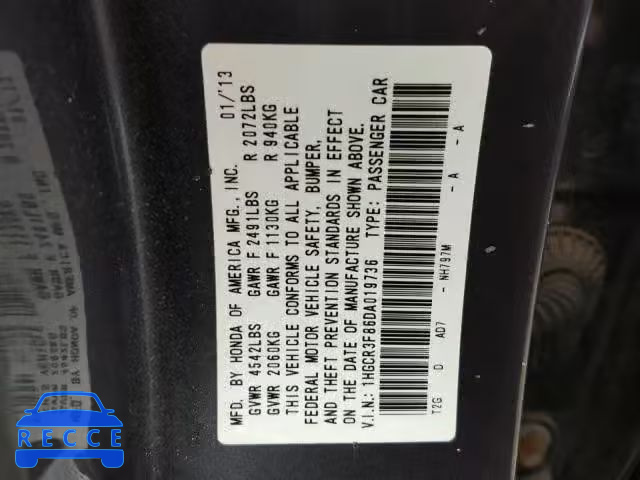 MFD. BY HONDA OF AMERICA MFG., INC. 01/'13
GVWR 4542LBS GAWR F 2491LBS R 2072LBS
GVWR 2060KG GAWR F 1130KG R 940KG
THIS VEHICLE CONFORMS TO ALL APPLICABLE
FEDERAL MOTOR VEHICLE SAFETY, BUMPER,
AND THEFT PREVENTION STANDARDS IN EFFECT
ON THE DATE OF MANUFACTURE SHOWN ABOVE.
V.I.N.: 1HGCR3F86DA019736 TYPE: PASSENGER CAR
T2G D AD7 - NH797M - A - A
RECCE